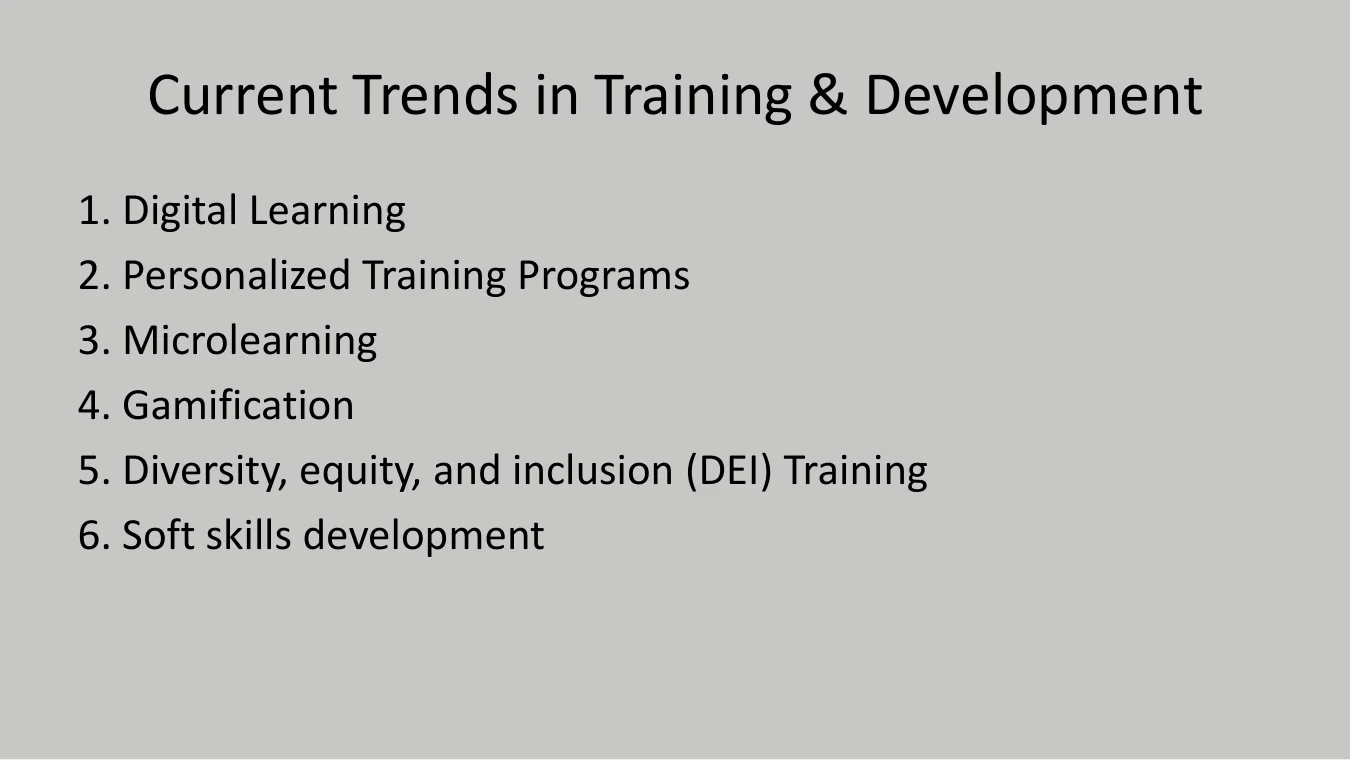 Current Trends in Training & Development
1. Digital Learning
2. Personalized Training Programs
3. Microlearning
4. Gamification
5. Diversity, equity, and inclusion (DEI) Training
6. Soft skills development